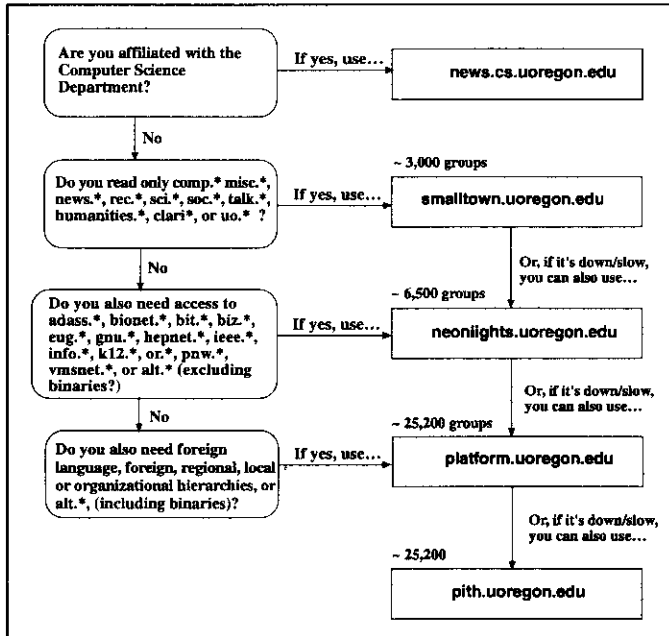 Are you affiliated with the
Computer Science
Department?
If yes, use…
news.cs.uoregon.edu
No
~ 3,000 groups
Do you read only comp.* misc.*,
news.*, rec.*, sci.*, soc.*, talk.*,
humanities.*, clari*, or uo.* ?
If yes, use…
smalltown.uoregon.edu
No
Or, if it's down/slow,
you can also use…
~ 6,500 groups
Do you also need access to
adass.*, bionet.*, bit.*, biz.*,
eug.*, gnu.*, hepnet.*, ieee.*,
info.*, k12.*, or.*, pnw.*,
vmsnet.*, or alt.* (excluding
binaries?)
If yes, use…
neonlights.uoregon.edu
No
Or, if it's down/slow,
you can also use…
~ 25,200 groups
Do you also need foreign
language, foreign, regional, local
or organizational hierarchies, or
alt.*, (including binaries)?
If yes, use…
platform.uoregon.edu
Or, if it's down/slow,
you can also use…
~ 25,200
pith.uoregon.edu